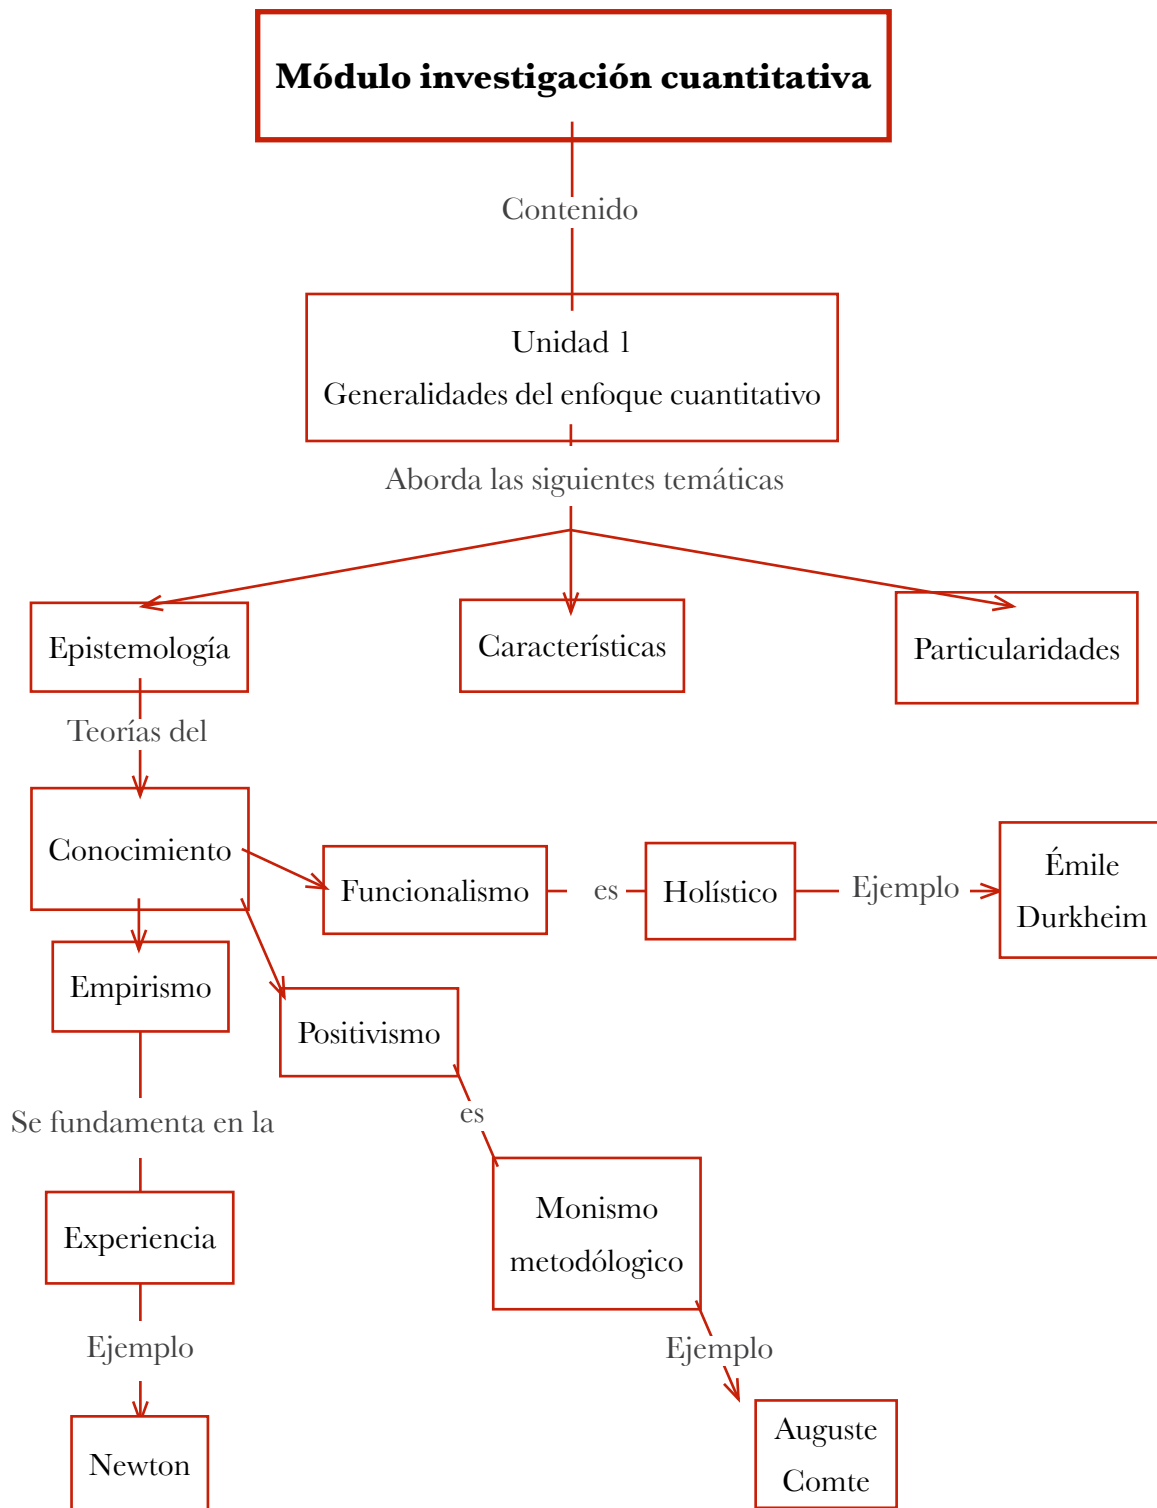 Módulo investigación cuantitativa
Contenido
Unidad 1
Generalidades del enfoque cuantitativo
Aborda las siguientes temáticas
Epistemología
Características
Particularidades
Teorías del
Conocimiento
Funcionalismo
es
Holístico
Ejemplo
Émile
Durkheim
Empirismo
Positivismo
Se fundamenta en la
es
Experiencia
Monismo
metodólogico
Ejemplo
Ejemplo
Newton
Auguste
Comte